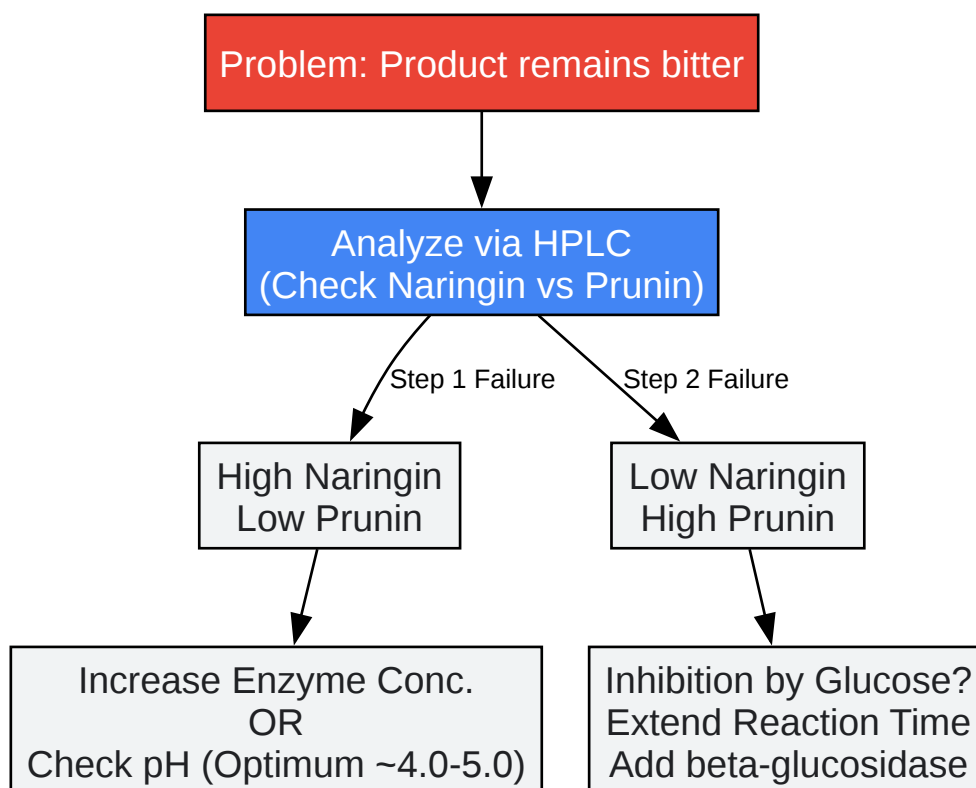 Problem: Product remains bitter
Analyze via HPLC
(Check Naringin vs Prunin)
Step 1 Failure
Step 2 Failure
High Naringin
Low Prunin
Low Naringin
High Prunin
Increase Enzyme Conc.
OR
Check pH (Optimum ~4.0-5.0)
Inhibition by Glucose?
Extend Reaction Time
Add beta-glucosidase